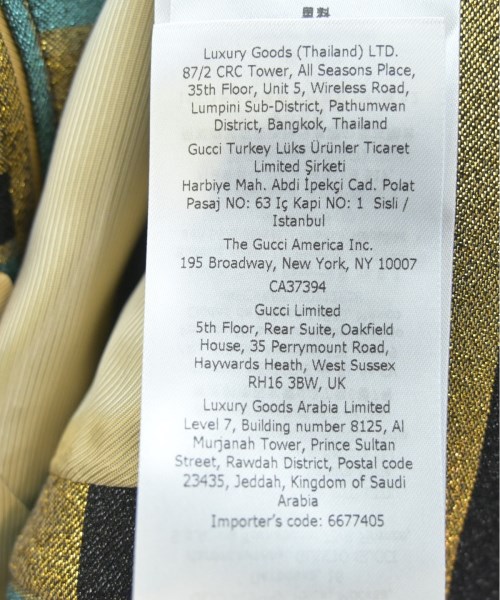 塑料
Luxury Goods (Thailand) LTD.
87/2 CRC Tower, All Seasons Place,
35th Floor, Unit 5, Wireless Road,
Lumpini Sub-District, Pathumwan
District, Bangkok, Thailand
Gucci Turkey Lüks Ürünler Ticaret
Limited Şirketi
Harbiye Mah. Abdi İpekçi Cad. Polat
Pasaj NO: 63 Iç Kapi NO: 1 Sisli /
Istanbul
The Gucci America Inc.
195 Broadway, New York, NY 10007
CA37394
Gucci Limited
5th Floor, Rear Suite, Oakfield
House, 35 Perrymount Road,
Haywards Heath, West Sussex
RH16 3BW, UK
Luxury Goods Arabia Limited
Level 7, Building number 8125, Al
Murjanah Tower, Prince Sultan
Street, Rawdah District, Postal code
23435, Jeddah, Kingdom of Saudi
Arabia
Importer's code: 6677405